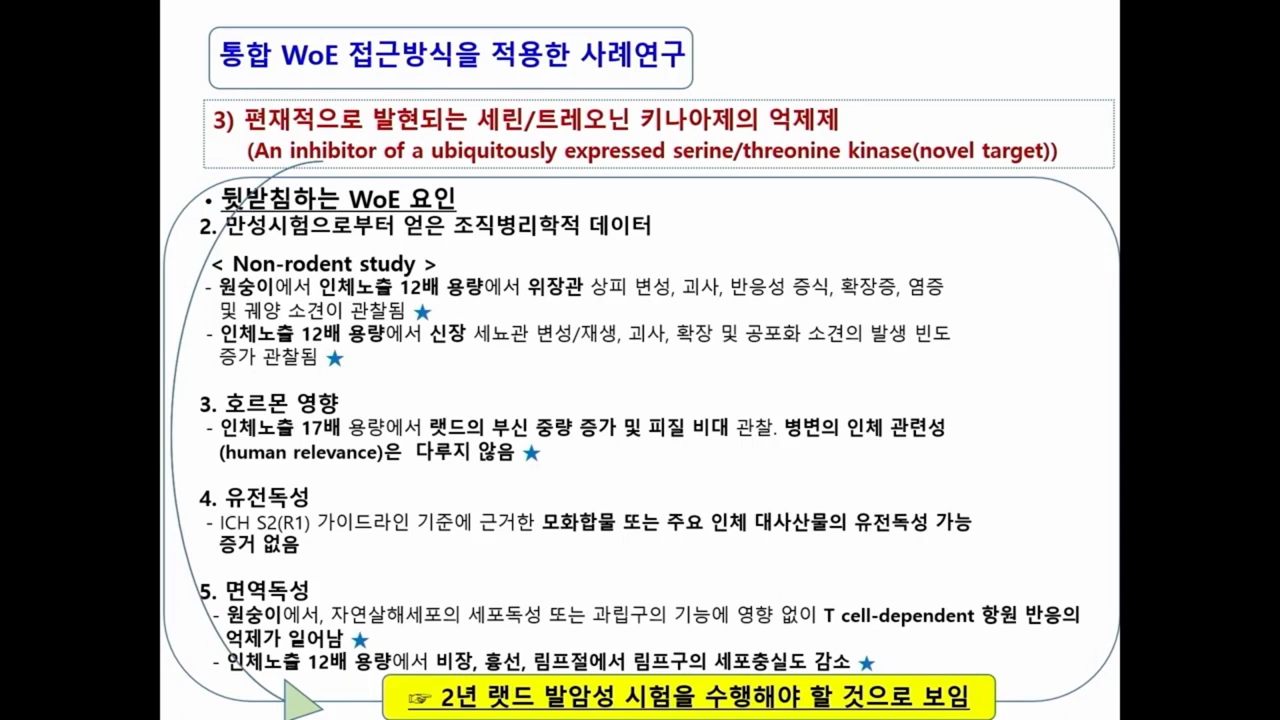 통합 WoE 접근방식을 적용한 사례연구
3) 편재적으로 발현되는 세린/트레오닌 키나아제의 억제제
(An inhibitor of a ubiquitously expressed serine/threonine kinase(novel target))
• 뒷받침하는 WoE 요인
2. 만성시험으로부터 얻은 조직병리학적 데이터
< Non-rodent study >
- 원숭이에서 인체노출 12배 용량에서 위장관 상피 변성, 괴사, 반응성 증식, 확장증, 염증
및 궤양 소견이 관찰됨 ★
- 인체노출 12배 용량에서 신장 세뇨관 변성/재생, 괴사, 확장 및 공포화 소견의 발생 빈도
증가 관찰됨 ★
3. 호르몬 영향
- 인체노출 17배 용량에서 랫드의 부신 중량 증가 및 피질 비대 관찰. 병변의 인체 관련성
(human relevance)은 다루지 않음 ★
4. 유전독성
- ICH S2(R1) 가이드라인 기준에 근거한 모화합물 또는 주요 인체 대사산물의 유전독성 가능
증거 없음
5. 면역독성
- 원숭이에서, 자연살해세포의 세포독성 또는 과립구의 기능에 영향 없이 T cell-dependent 항원 반응의
억제가 일어남 ★
- 인체노출 12배 용량에서 비장, 흉선, 림프절에서 림프구의 세포충실도 감소 ★
☞ 2년 랫드 발암성 시험을 수행해야 할 것으로 보임